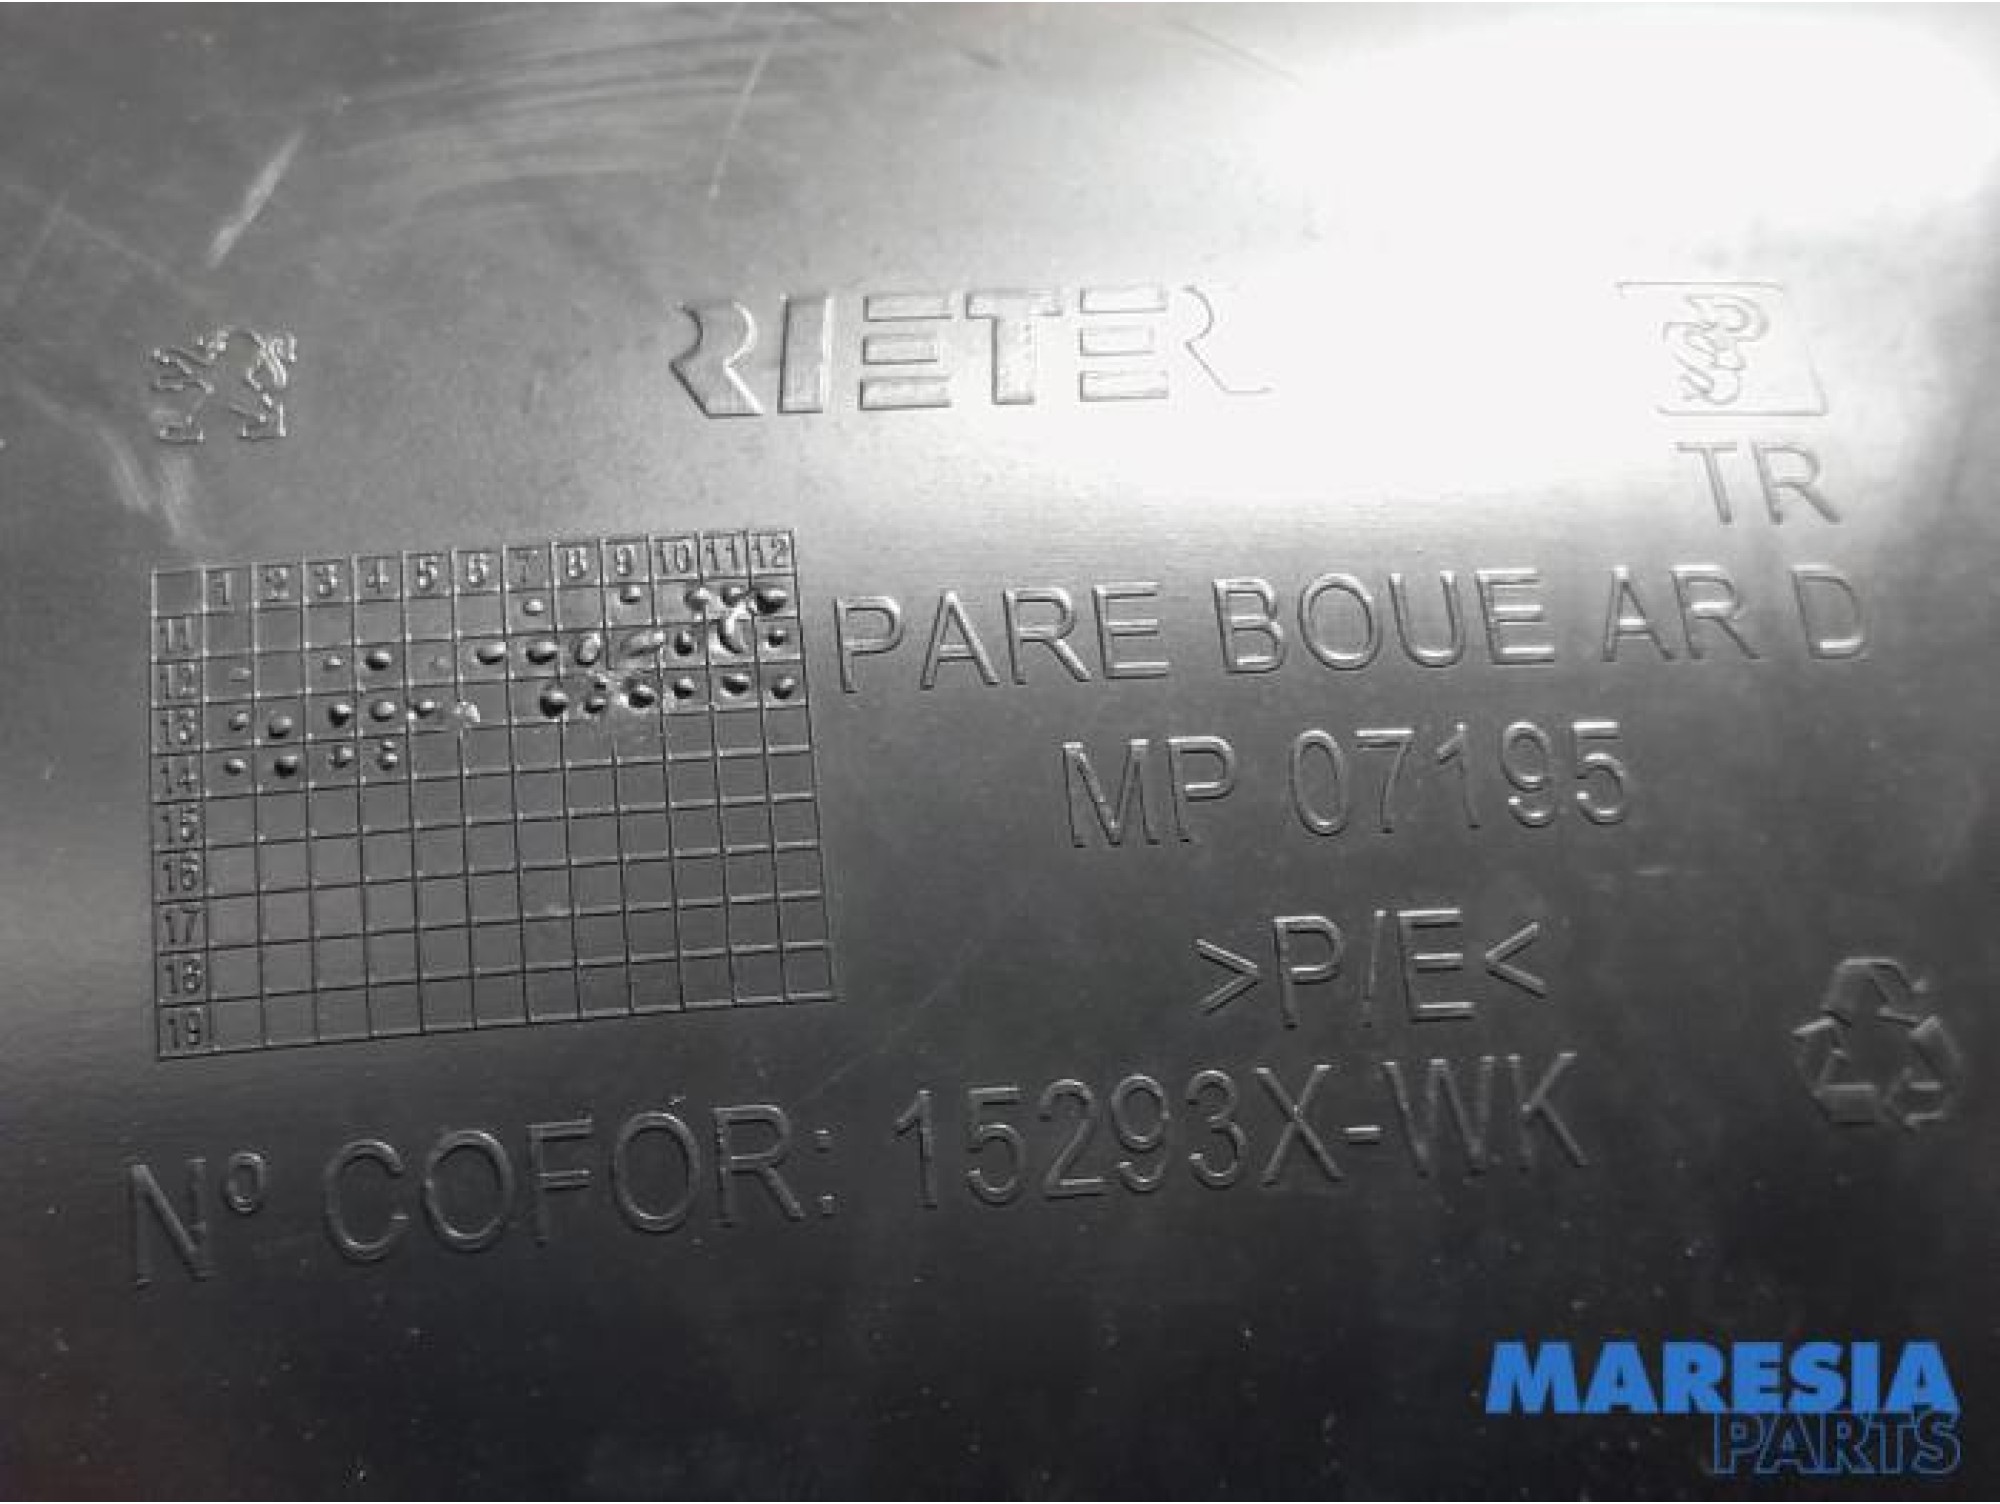 RIETER
TR
1 2 3 4 5 6 7 8 9 10 11 12
11
12
13
14
15
16
17
18
19
PARE BOUE AR D
MP 07195
>P/E<
Nº COFOR: 15293X-WK
MARESIA
PARTS